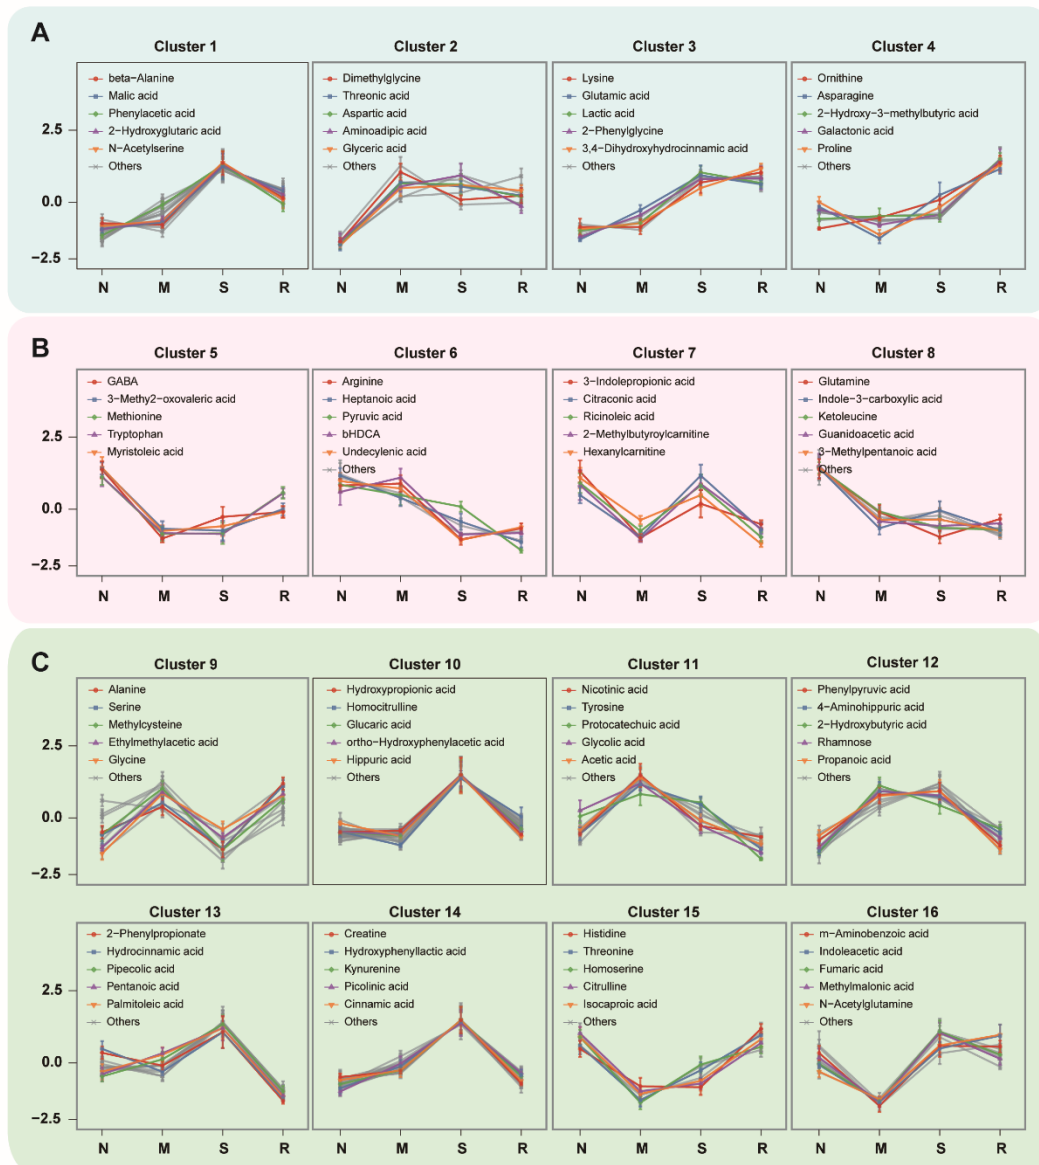 A
Cluster 1
Cluster 2
Cluster 3
Cluster 4
beta−Alanine
Malic acid
Phenylacetic acid
2−Hydroxyglutaric acid
N−Acetylserine
Others
Dimethylglycine
Threonic acid
Aspartic acid
Aminoadipic acid
Glyceric acid
Others
Lysine
Glutamic acid
Lactic acid
2−Phenylglycine
3,4−Dihydroxyhydrocinnamic acid
Others
Ornithine
Asparagine
2−Hydroxy−3−methylbutyric acid
Galactonic acid
Proline
Others
2.5
0.0
−2.5
N M S R
N M S R
N M S R
N M S R
B
Cluster 5
Cluster 6
Cluster 7
Cluster 8
GABA
3−Methy2−oxovaleric acid
Methionine
Tryptophan
Myristoleic acid
Arginine
Heptanoic acid
Pyruvic acid
bHDCA
Undecylenic acid
Others
3−Indolepropionic acid
Citraconic acid
Ricinoleic acid
2−Methylbutyroylcarnitine
Hexanylcarnitine
Glutamine
Indole−3−carboxylic acid
Ketoleucine
Guanidoacetic acid
3−Methylpentanoic acid
Others
2.5
0.0
−2.5
N M S R
N M S R
N M S R
N M S R
C
Cluster 9
Cluster 10
Cluster 11
Cluster 12
Alanine
Serine
Methylcysteine
Ethylmethylacetic acid
Glycine
Others
Hydroxypropionic acid
Homocitrulline
Glucaric acid
ortho−Hydroxyphenylacetic acid
Hippuric acid
Others
Nicotinic acid
Tyrosine
Protocatechuic acid
Glycolic acid
Acetic acid
Others
Phenylpyruvic acid
4−Aminohippuric acid
2−Hydroxybutyric acid
Rhamnose
Propanoic acid
Others
2.5
0.0
−2.5
N M S R
N M S R
N M S R
N M S R
Cluster 13
Cluster 14
Cluster 15
Cluster 16
2−Phenylpropionate
Hydrocinnamic acid
Pipecolic acid
Pentanoic acid
Palmitoleic acid
Others
Creatine
Hydroxyphenyllactic acid
Kynurenine
Picolinic acid
Cinnamic acid
Others
Histidine
Threonine
Homoserine
Citrulline
Isocaproic acid
Others
m−Aminobenzoic acid
Indoleacetic acid
Fumaric acid
Methylmalonic acid
N−Acetylglutamine
Others
2.5
0.0
−2.5
N M S R
N M S R
N M S R
N M S R